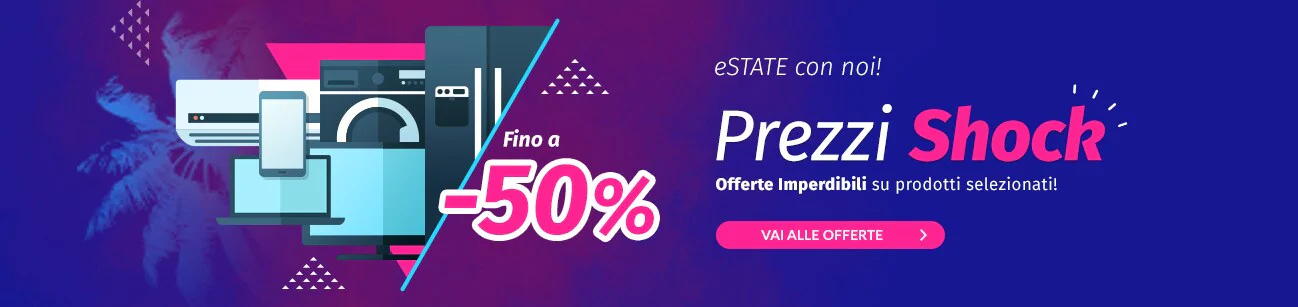 Fino a
-50%
eSTATE con noi!
Prezzi Shock
Offerte Imperdibili su prodotti selezionati!
VAI ALLE OFFERTE